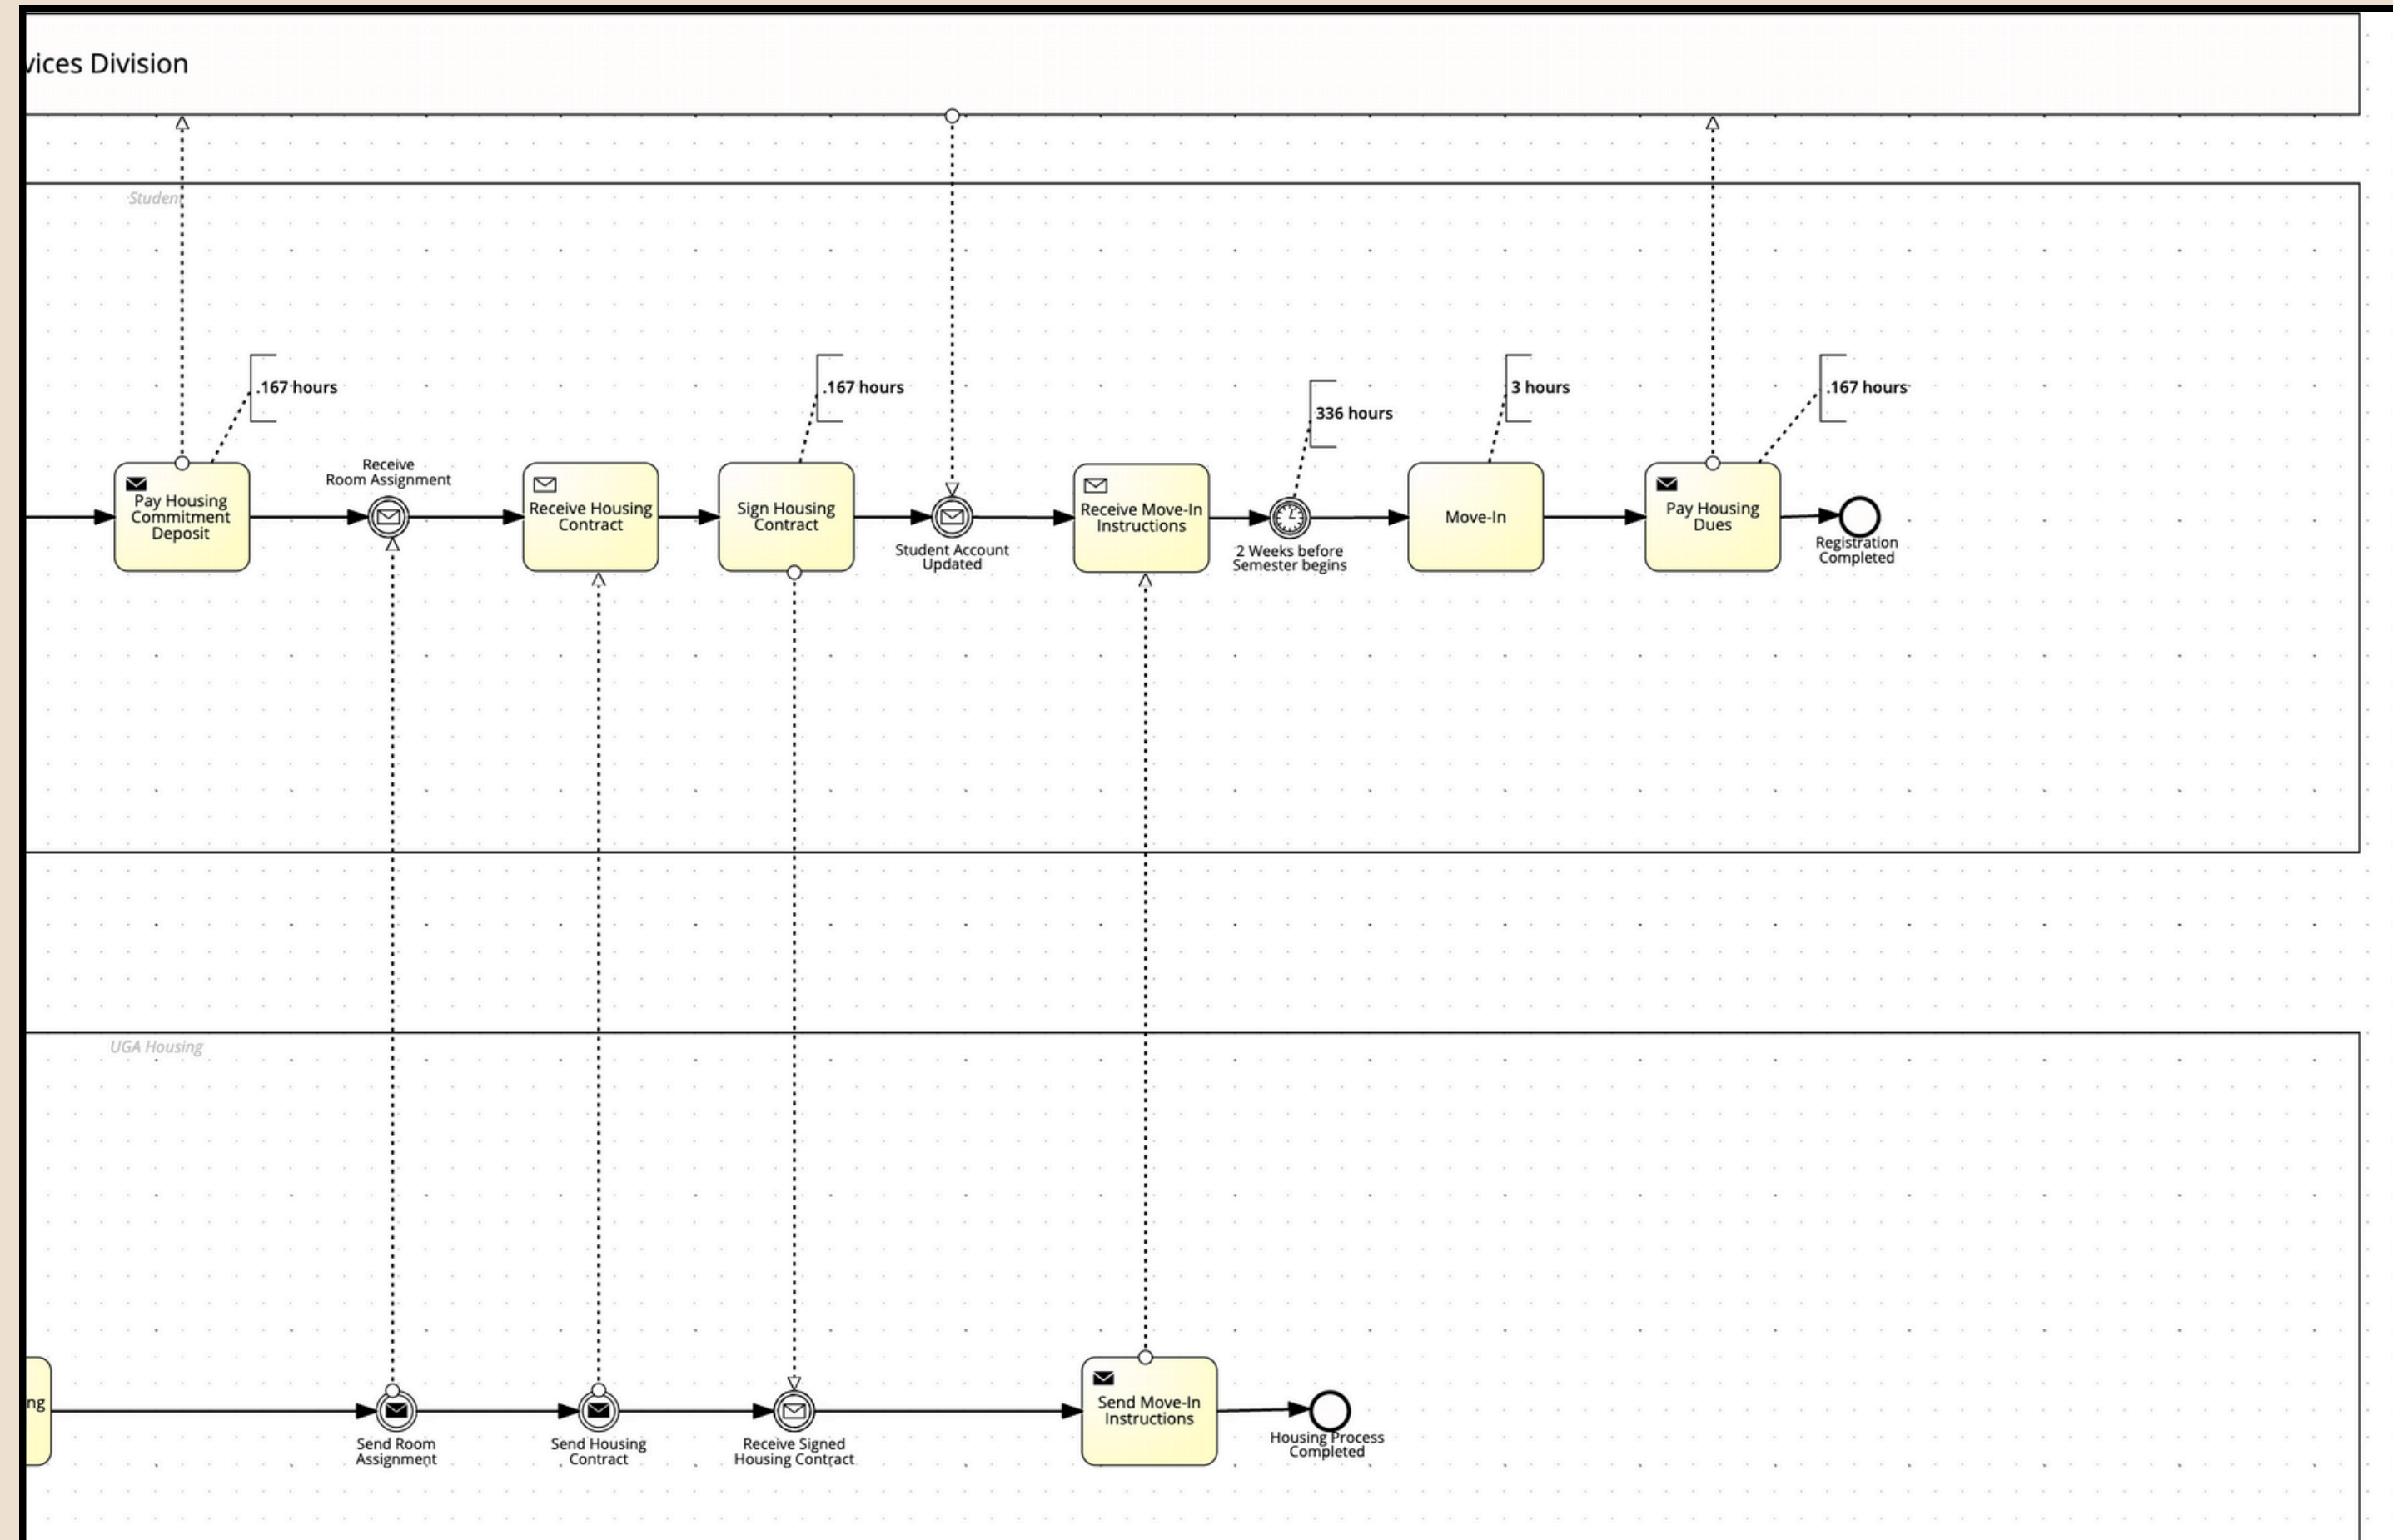 vices Division
Student
.167 hours
.167 hours
336 hours
3 hours
.167 hours
Pay Housing
Commitment
Deposit
Receive
Room Assignment
Receive Housing
Contract
Sign Housing
Contract
Student Account
Updated
Receive Move-In
Instructions
2 Weeks before
Semester begins
Move-In
Pay Housing
Dues
Registration
Completed
UGA Housing
ng
Send Room
Assignment
Send Housing
Contract
Receive Signed
Housing Contract
Send Move-In
Instructions
Housing Process
Completed